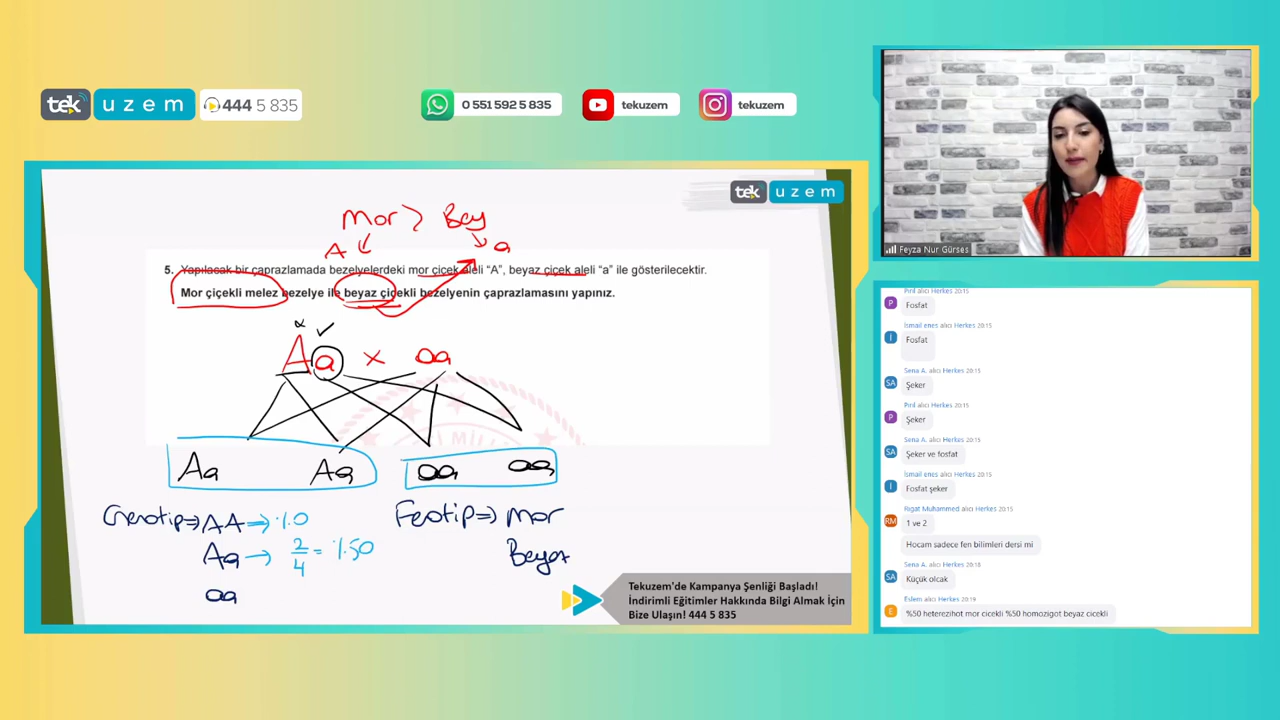 tek uzem 444 5 835
0 551 592 5 835
tekuzem
tekuzem
tek uzem
Mor > Bey
A a
5. Yapılacak bir çaprazlamada bezelyelerdeki mor çiçek aleli “A”, beyaz çiçek aleli “a” ile gösterilecektir.
Mor çiçekli melez bezelye ile beyaz çiçekli bezelyenin çaprazlamasını yapınız.
Aa x aa
Aa Aa aa aa
Genotip => AA => %0
Aa → 2/4 = %50
aa
Feotip => Mor
Beyaz
Tekuzem'de Kampanya Şenliği Başladı!
İndirimli Eğitimler Hakkında Bilgi Almak İçin
Bize Ulaşın! 444 5 835
Feyza Nur Gürses
Pırıl alıcı Herkes 20:15
P Fosfat
İsmail enes alıcı Herkes 20:15
İ Fosfat
Sena A. alıcı Herkes 20:15
SA Şeker
Pırıl alıcı Herkes 20:15
P Şeker
Sena A. alıcı Herkes 20:15
SA Şeker ve fosfat
İsmail enes alıcı Herkes 20:15
İ Fosfat şeker
Rigat Muhammed alıcı Herkes 20:15
RM 1 ve 2
Hocam sadece fen bilimleri dersi mi
Sena A. alıcı Herkes 20:18
SA Küçük olcak
Eslem alıcı Herkes 20:19
E %50 heterezihot mor cicekli %50 homozigot beyaz cicekli